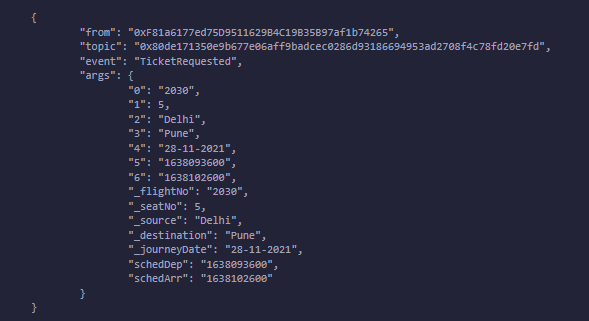 {
"from": "0xF81a6177ed75D9511629B4C19B35B97af1b74265",
"topic": "0x80de171350e9b677e06aff9badcec0286d93186694953ad2708f4c78fd20e7fd",
"event": "TicketRequested",
"args": {
"0": "2030",
"1": 5,
"2": "Delhi",
"3": "Pune",
"4": "28-11-2021",
"5": "1638093600",
"6": "1638102600",
"_flightNo": "2030",
"_seatNo": 5,
"_source": "Delhi",
"_destination": "Pune",
"_journeyDate": "28-11-2021",
"schedDep": "1638093600",
"schedArr": "1638102600"
}
}